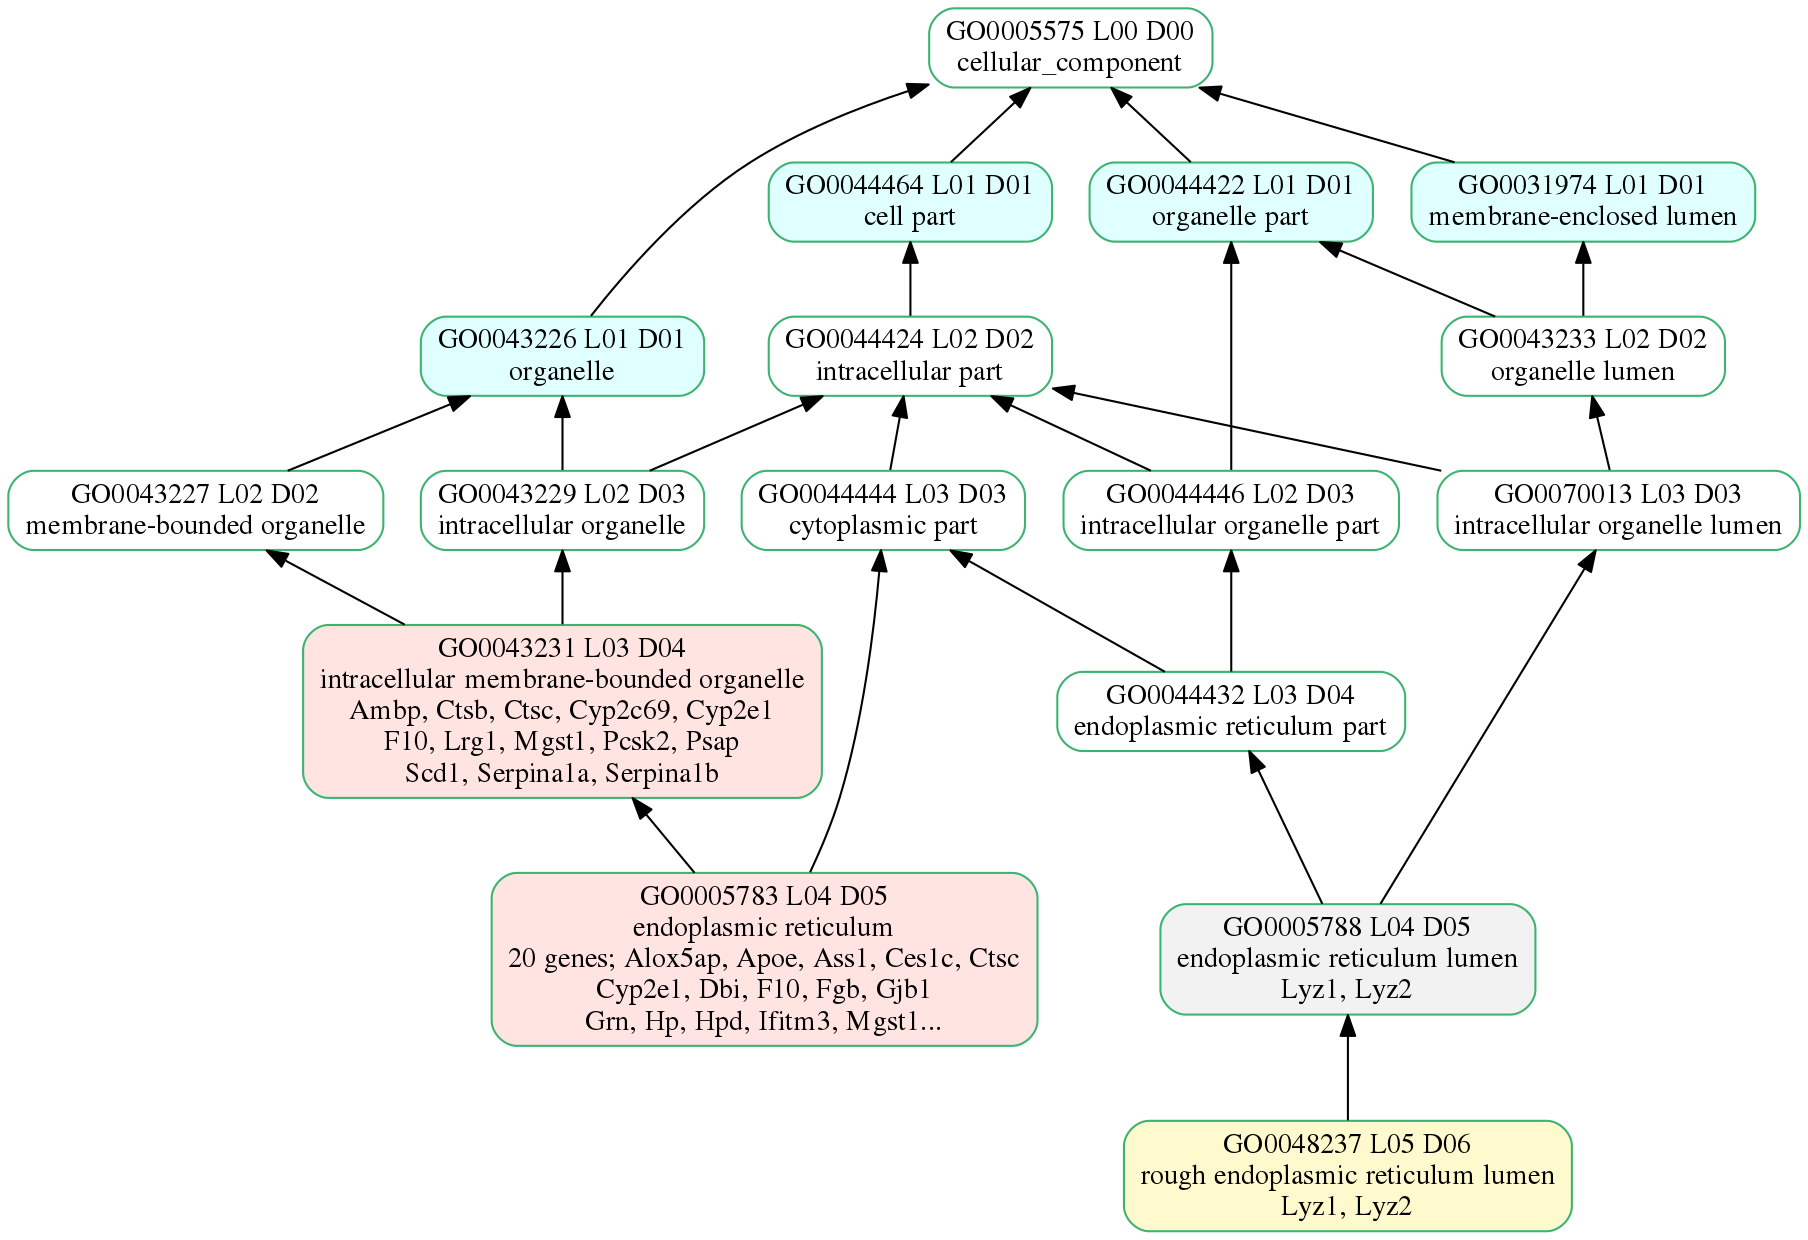 GO0005575 L00 D00
cellular_component
GO0044464 L01 D01
cell part
GO0044422 L01 D01
organelle part
GO0031974 L01 D01
membrane-enclosed lumen
GO0043226 L01 D01
organelle
GO0044424 L02 D02
intracellular part
GO0043233 L02 D02
organelle lumen
GO0043227 L02 D02
membrane-bounded organelle
GO0043229 L02 D03
intracellular organelle
GO0044444 L03 D03
cytoplasmic part
GO0044446 L02 D03
intracellular organelle part
GO0070013 L03 D03
intracellular organelle lumen
GO0043231 L03 D04
intracellular membrane-bounded organelle
Ambp, Ctsb, Ctsc, Cyp2c69, Cyp2e1
F10, Lrg1, Mgst1, Pcsk2, Psap
Scd1, Serpina1a, Serpina1b
GO0044432 L03 D04
endoplasmic reticulum part
GO0005783 L04 D05
endoplasmic reticulum
20 genes; Alox5ap, Apoe, Ass1, Ces1c, Ctsc
Cyp2e1, Dbi, F10, Fgb, Gjb1
Grn, Hp, Hpd, Ifitm3, Mgst1...
GO0005788 L04 D05
endoplasmic reticulum lumen
Lyz1, Lyz2
GO0048237 L05 D06
rough endoplasmic reticulum lumen
Lyz1, Lyz2